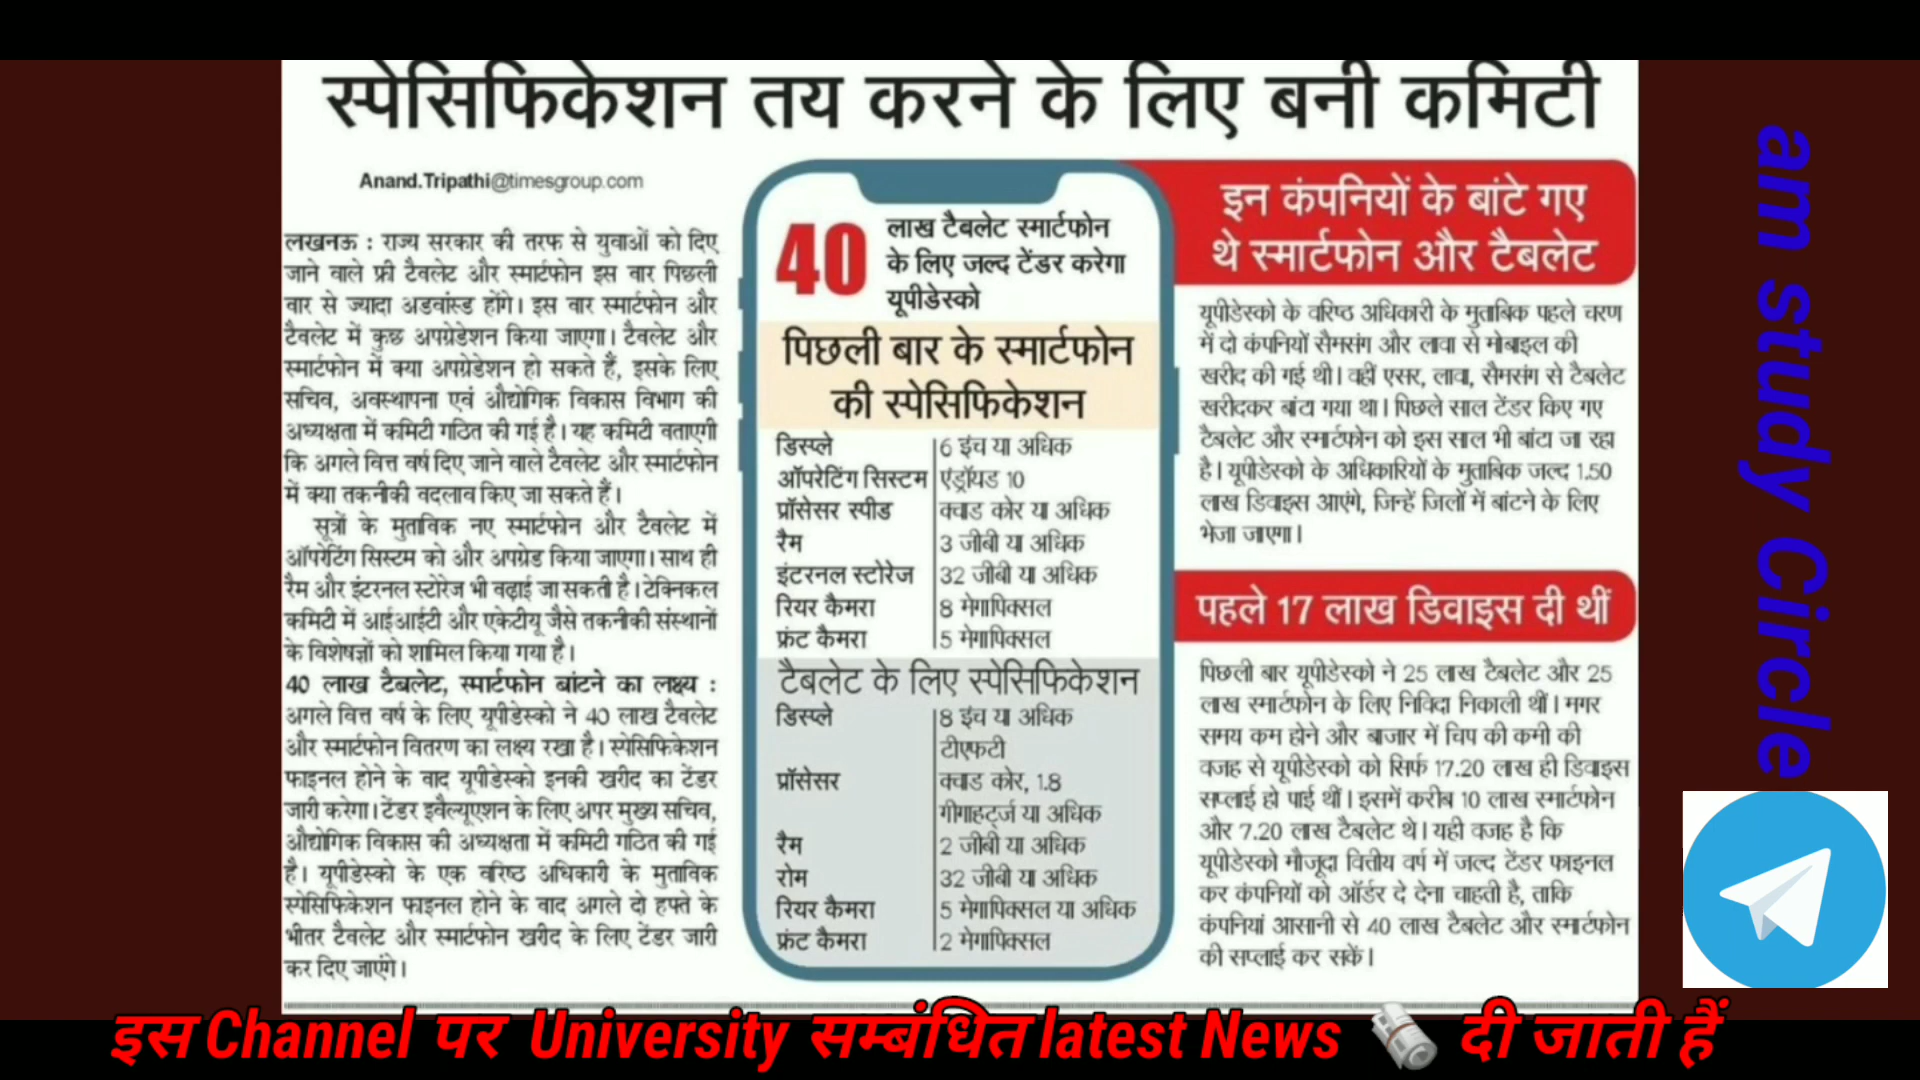 स्पेसिफिकेशन तय करने के लिए बनी कमिटी
Anand.Tripathi@timesgroup.com
लखनऊ : राज्य सरकार की तरफ से युवाओं को दिए
जाने वाले फ्री टैबलेट और स्मार्टफोन इस बार पिछली
बार से ज्यादा अडवांस्ड होंगे। इस बार स्मार्टफोन और
टैबलेट में कुछ अपग्रेडेशन किया जाएगा। टैबलेट और
स्मार्टफोन में क्या अपग्रेडेशन हो सकते हैं, इसके लिए
सचिव, अवस्थापना एवं औद्योगिक विकास विभाग की
अध्यक्षता में कमिटी गठित की गई है। यह कमिटी बताएगी
कि अगले वित्त वर्ष दिए जाने वाले टैबलेट और स्मार्टफोन
में क्या तकनीकी बदलाव किए जा सकते हैं।
सूत्रों के मुताबिक नए स्मार्टफोन और टैबलेट में
ऑपरेटिंग सिस्टम को और अपग्रेड किया जाएगा। साथ ही
रैम और इंटरनल स्टोरेज भी बढ़ाई जा सकती है। टेक्निकल
कमिटी में आईआईटी और एकेटीयू जैसे तकनीकी संस्थानों
के विशेषज्ञों को शामिल किया गया है।
40 लाख टैबलेट, स्मार्टफोन बांटने का लक्ष्य :
अगले वित्त वर्ष के लिए यूपीडेस्को ने 40 लाख टैबलेट
और स्मार्टफोन वितरण का लक्ष्य रखा है। स्पेसिफिकेशन
फाइनल होने के बाद यूपीडेस्को इनकी खरीद का टेंडर
जारी करेगा। टेंडर इवैल्यूएशन के लिए अपर मुख्य सचिव,
औद्योगिक विकास की अध्यक्षता में कमिटी गठित की गई
है। यूपीडेस्को के एक वरिष्ठ अधिकारी के मुताबिक
स्पेसिफिकेशन फाइनल होने के बाद अगले दो हफ्ते के
भीतर टैबलेट और स्मार्टफोन खरीद के लिए टेंडर जारी
कर दिए जाएंगे।
40 लाख टैबलेट स्मार्टफोन
के लिए जल्द टेंडर करेगा
यूपीडेस्को
पिछली बार के स्मार्टफोन
की स्पेसिफिकेशन
डिस्प्ले 6 इंच या अधिक
ऑपरेटिंग सिस्टम एंड्रॉयड 10
प्रॉसेसर स्पीड क्वाड कोर या अधिक
रैम 3 जीबी या अधिक
इंटरनल स्टोरेज 32 जीबी या अधिक
रियर कैमरा 8 मेगापिक्सल
फ्रंट कैमरा 5 मेगापिक्सल
टैबलेट के लिए स्पेसिफिकेशन
डिस्प्ले 8 इंच या अधिक
टीएफटी
प्रॉसेसर क्वाड कोर, 1.8
गीगाहर्ट्ज या अधिक
रैम 2 जीबी या अधिक
रोम 32 जीबी या अधिक
रियर कैमरा 5 मेगापिक्सल या अधिक
फ्रंट कैमरा 2 मेगापिक्सल
इन कंपनियों के बांटे गए
थे स्मार्टफोन और टैबलेट
यूपीडेस्को के वरिष्ठ अधिकारी के मुताबिक पहले चरण
में दो कंपनियों सैमसंग और लावा से मोबाइल की
खरीद की गई थी। वहीं एसर, लावा, सैमसंग से टैबलेट
खरीदकर बांटा गया था। पिछले साल टेंडर किए गए
टैबलेट और स्मार्टफोन को इस साल भी बांटा जा रहा
है। यूपीडेस्को के अधिकारियों के मुताबिक जल्द 1.50
लाख डिवाइस आएंगे, जिन्हें जिलों में बांटने के लिए
भेजा जाएगा।
पहले 17 लाख डिवाइस दी थीं
पिछली बार यूपीडेस्को ने 25 लाख टैबलेट और 25
लाख स्मार्टफोन के लिए निविदा निकाली थीं। मगर
समय कम होने और बाजार में चिप की कमी की
वजह से यूपीडेस्को को सिर्फ 17.20 लाख ही डिवाइस
सप्लाई हो पाई थीं। इसमें करीब 10 लाख स्मार्टफोन
और 7.20 लाख टैबलेट थे। यही वजह है कि
यूपीडेस्को मौजूदा वित्तीय वर्ष में जल्द टेंडर फाइनल
कर कंपनियों को ऑर्डर दे देना चाहती है, ताकि
कंपनियां आसानी से 40 लाख टैबलेट और स्मार्टफोन
की सप्लाई कर सकें।
am study Circle
इस Channel पर University सम्बंधित latest News दी जाती हैं